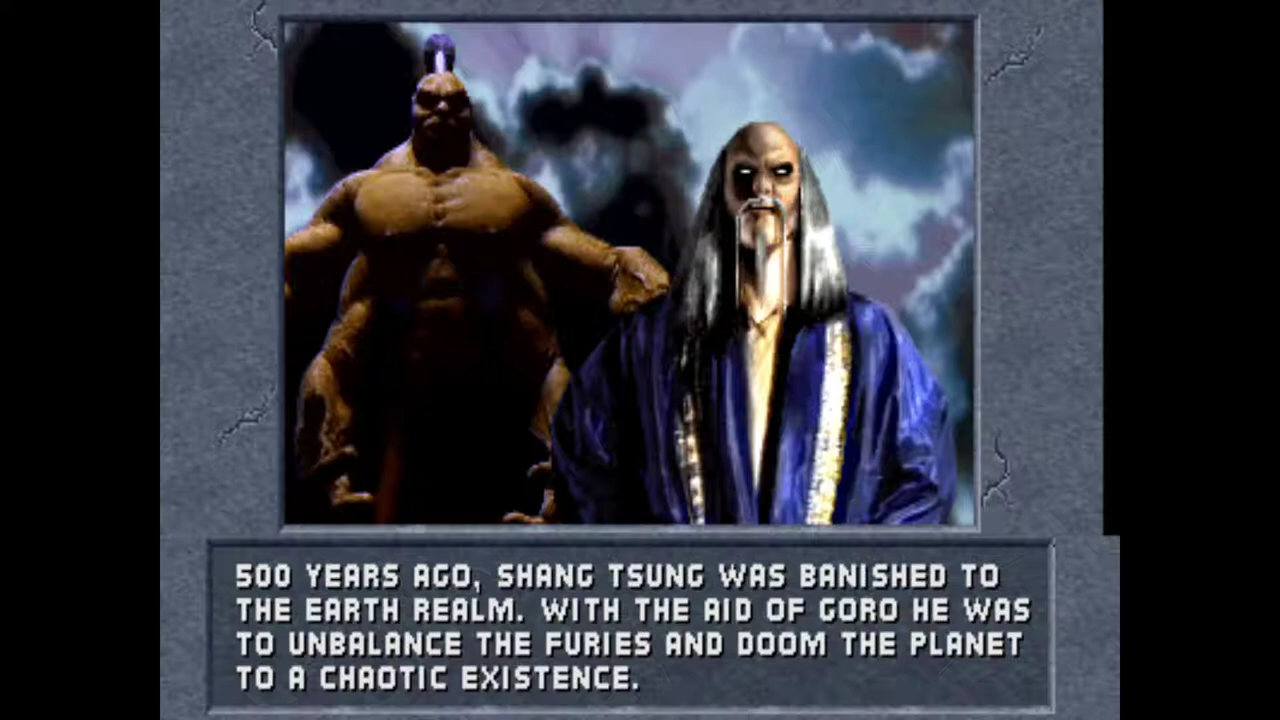 500 YEARS AGO, SHANG TSUNG WAS BANISHED TO
THE EARTH REALM. WITH THE AID OF GORO HE WAS
TO UNBALANCE THE FURIES AND DOOM THE PLANET
TO A CHAOTIC EXISTENCE.